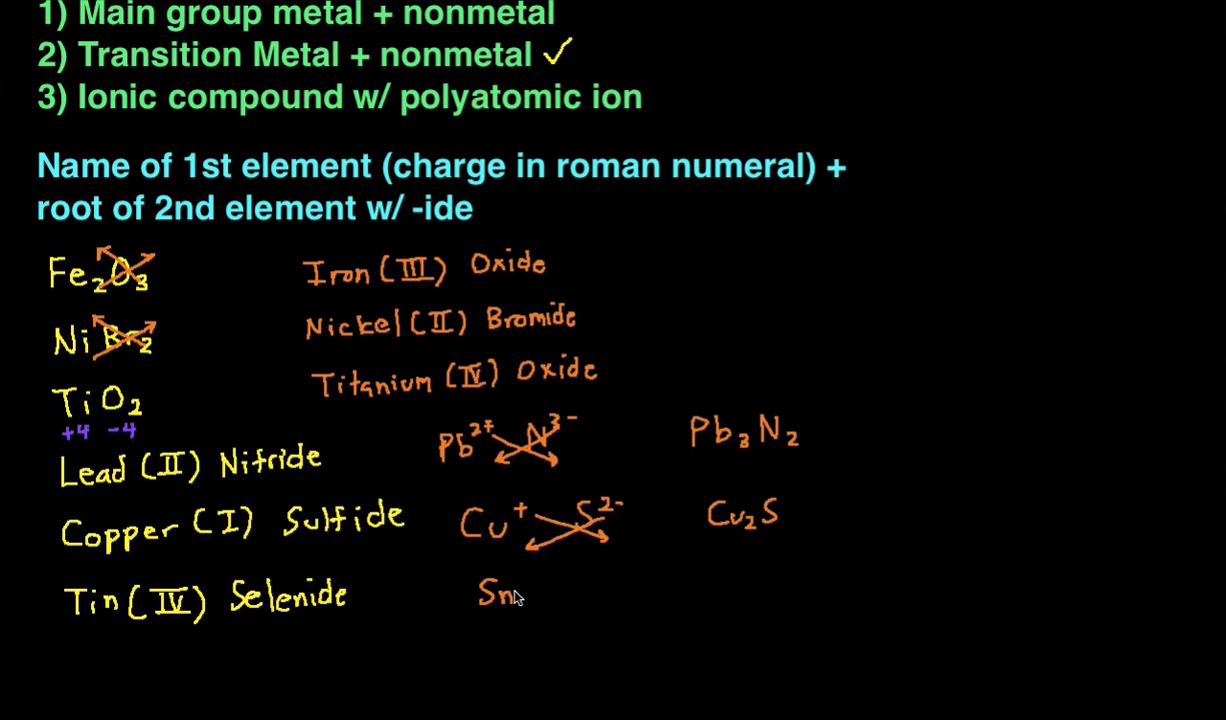 1) Main group metal + nonmetal
2) Transition Metal + nonmetal ✓
3) Ionic compound w/ polyatomic ion
Name of 1st element (charge in roman numeral) +
root of 2nd element w/ -ide
Fe₂O₃ Iron (III) Oxide
NiBr₂ Nickel (II) Bromide
TiO₂ Titanium (IV) Oxide
+4 -4
Lead (II) Nitride Pb²⁺ N³⁻ Pb₃N₂
Copper (I) Sulfide Cu⁺ S²⁻ Cu₂S
Tin (IV) Selenide Sn